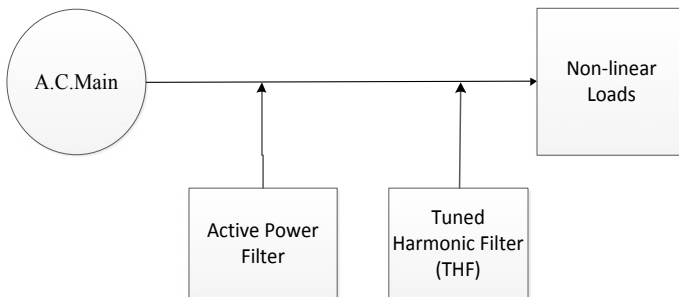 A.C.Main
Non-linear
Loads
Active Power
Filter
Tuned
Harmonic Filter
(THF)